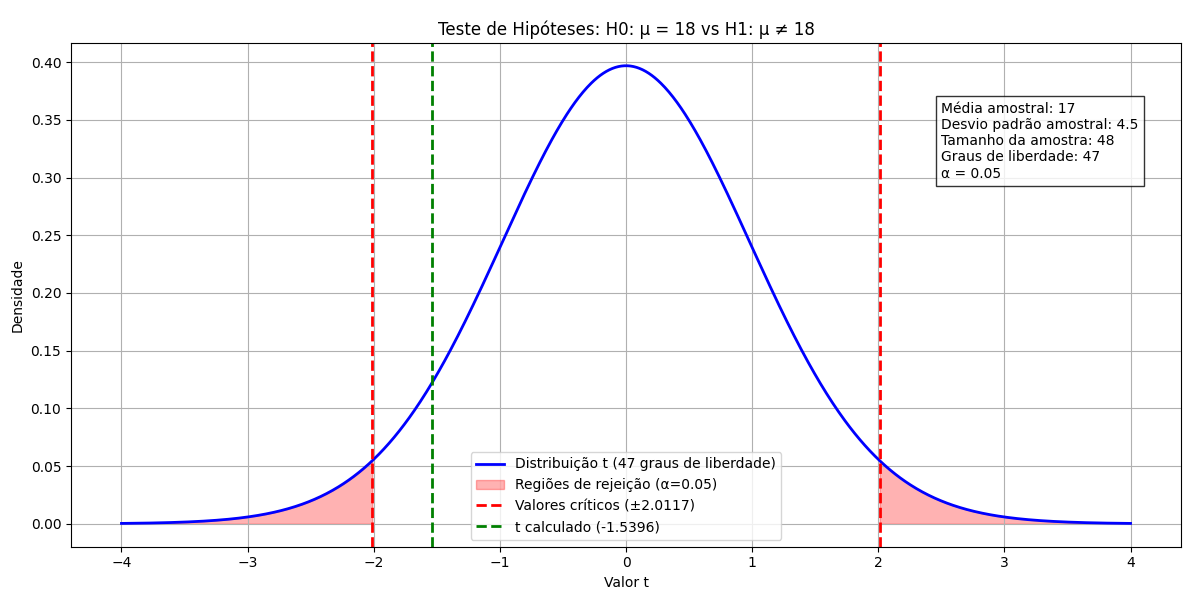 Teste de Hipóteses: H0: μ = 18 vs H1: μ ≠ 18
Densidade
0.40
0.35
0.30
0.25
0.20
0.15
0.10
0.05
0.00
Média amostral: 17
Desvio padrão amostral: 4.5
Tamanho da amostra: 48
Graus de liberdade: 47
α = 0.05
Distribuição t (47 graus de liberdade)
Regiões de rejeição (α=0.05)
Valores críticos (±2.0117)
t calculado (-1.5396)
−4 −3 −2 −1 0 1 2 3 4
Valor t